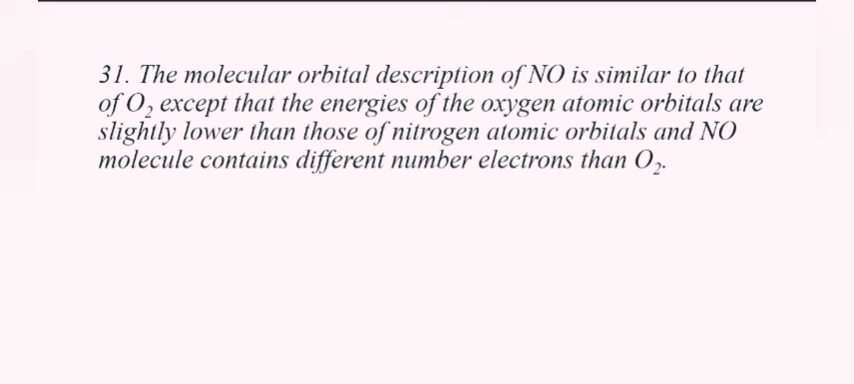 31. The molecular orbital description of NO is similar to that
of O₂ except that the energies of the oxygen atomic orbitals are
slightly lower than those of nitrogen atomic orbitals and NO
molecule contains different number electrons than O₂.